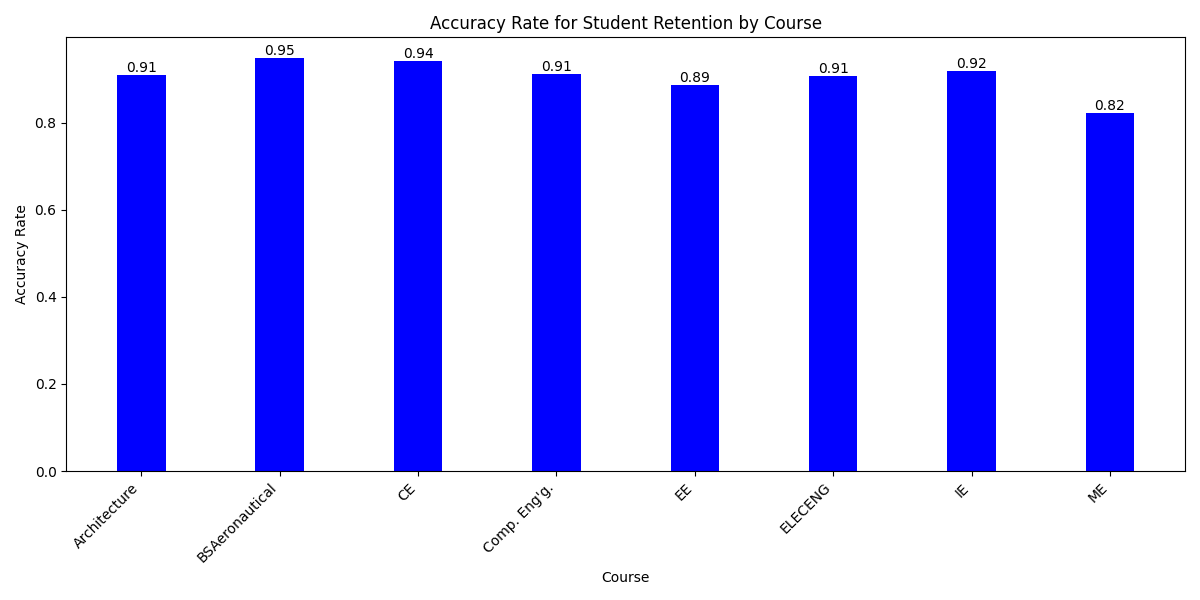 Accuracy Rate for Student Retention by Course
0.91
0.95
0.94
0.91
0.89
0.91
0.92
0.82
Accuracy Rate
0.8
0.6
0.4
0.2
0.0
Architecture
BSAeronautical
CE
Comp. Eng'g.
EE
ELECENG
IE
ME
Course